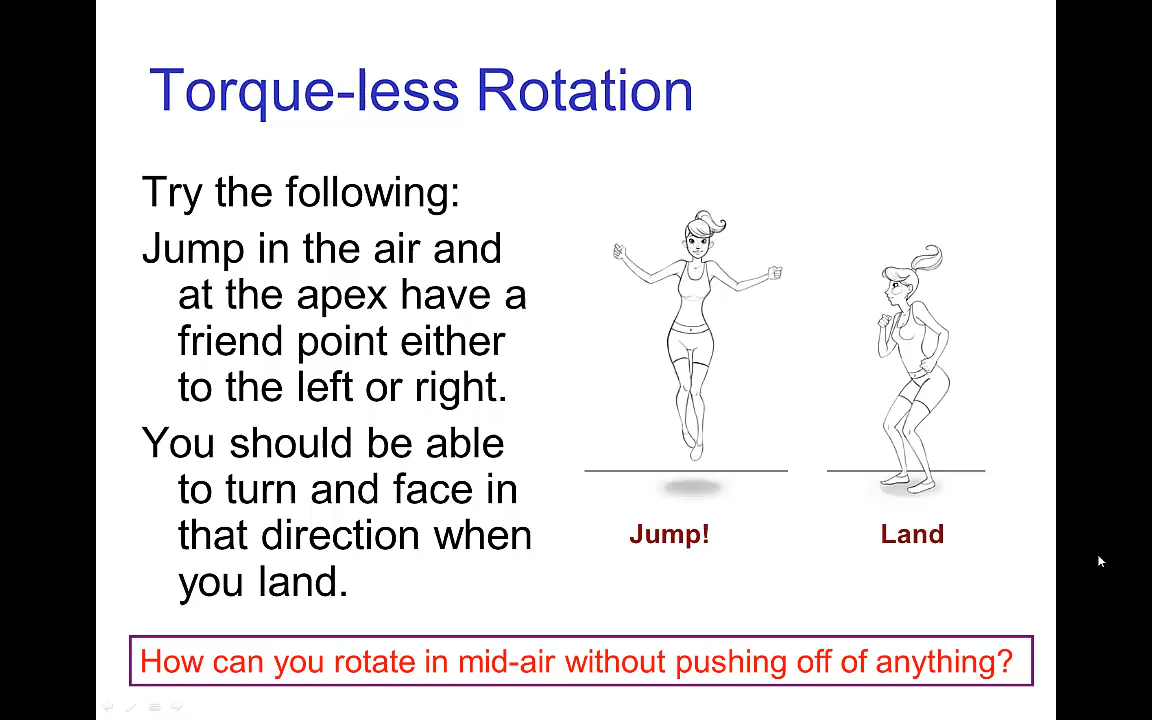 Torque-less Rotation
Try the following:
Jump in the air and
at the apex have a
friend point either
to the left or right.
You should be able
to turn and face in
that direction when
you land.
Jump!
Land
How can you rotate in mid-air without pushing off of anything?